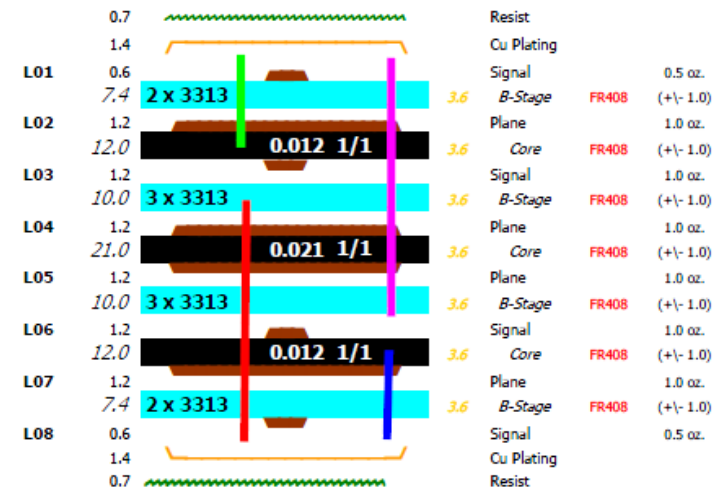 0.7 Resist
1.4 Cu Plating
L01 0.6 Signal 0.5 oz.
7.4 2 x 3313 3.6 B-Stage FR408 (+\- 1.0)
L02 1.2 Plane 1.0 oz.
12.0 0.012 1/1 3.6 Core FR408 (+\- 1.0)
L03 1.2 Signal 1.0 oz.
10.0 3 x 3313 3.6 B-Stage FR408 (+\- 1.0)
L04 1.2 Plane 1.0 oz.
21.0 0.021 1/1 3.6 Core FR408 (+\- 1.0)
L05 1.2 Plane 1.0 oz.
10.0 3 x 3313 3.6 B-Stage FR408 (+\- 1.0)
L06 1.2 Signal 1.0 oz.
12.0 0.012 1/1 3.6 Core FR408 (+\- 1.0)
L07 1.2 Plane 1.0 oz.
7.4 2 x 3313 3.6 B-Stage FR408 (+\- 1.0)
L08 0.6 Signal 0.5 oz.
1.4 Cu Plating
0.7 Resist